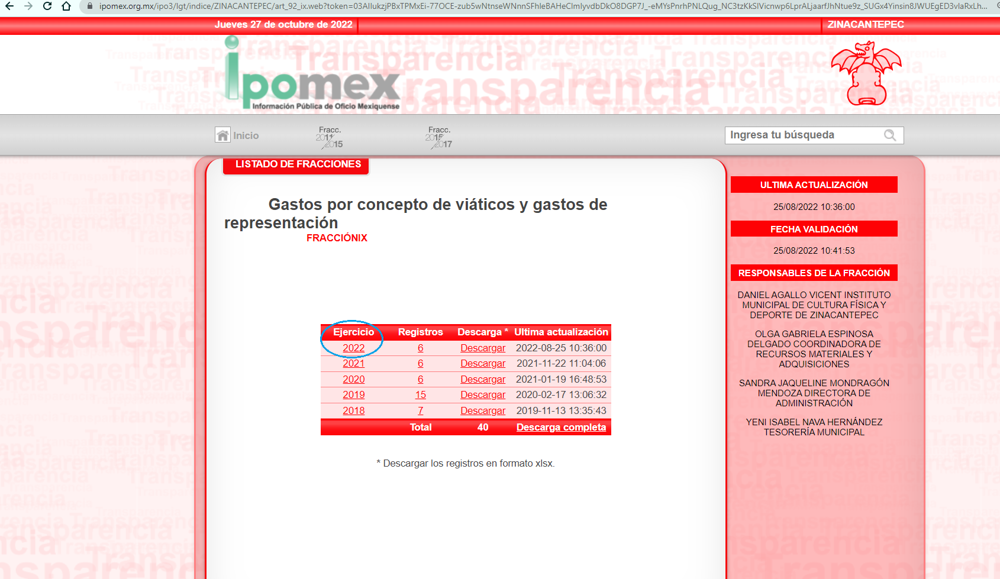 ipomex.org.mx/ipo3/lgt/indice/ZINACANTEPEC/art_92_ix.web?token=03AIIukzjPBxTPMxEi-77OCE-zub5wNtnseWNnnSFhleBAHeClmIyvdbDkO8DGP7J_-eMYsPnrhPNLQug_NC3tzKkSlVicnwp6LprALjaarfJhNtue9z_SUGx4Yinsin8JWUEgED3vlaRxLh...
Jueves 27 de octubre de 2022
ZINACANTEPEC
ipomex
Información Pública de Oficio Mexiquense
Transparencia
Inicio
Fracc.
2011/2015
Fracc.
2015/2017
Ingresa tu búsqueda
LISTADO DE FRACCIONES
Gastos por concepto de viáticos y gastos de
representación
FRACCIÓNIX
Ejercicio Registros Descarga * Ultima actualización
2022 6 Descargar 2022-08-25 10:36:00
2021 6 Descargar 2021-11-22 11:04:06
2020 6 Descargar 2021-01-19 16:48:53
2019 15 Descargar 2020-02-17 13:06:32
2018 7 Descargar 2019-11-13 13:35:43
Total 40 Descarga completa
* Descargar los registros en formato xlsx.
ULTIMA ACTUALIZACIÓN
25/08/2022 10:36:00
FECHA VALIDACIÓN
25/08/2022 10:41:53
RESPONSABLES DE LA FRACCIÓN
DANIEL AGALLO VICENT INSTITUTO
MUNICIPAL DE CULTURA FÍSICA Y
DEPORTE DE ZINACANTEPEC
OLGA GABRIELA ESPINOSA
DELGADO COORDINADORA DE
RECURSOS MATERIALES Y
ADQUISICIONES
SANDRA JAQUELINE MONDRAGÓN
MENDOZA DIRECTORA DE
ADMINISTRACIÓN
YENI ISABEL NAVA HERNÁNDEZ
TESORERÍA MUNICIPAL